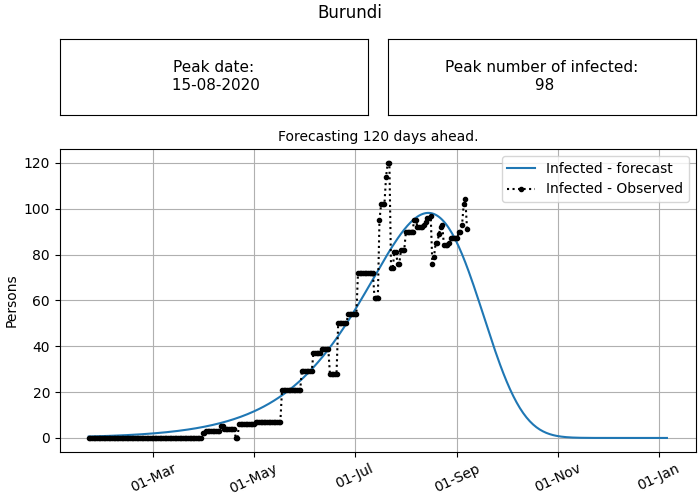 Burundi
Peak date:
15-08-2020
Peak number of infected:
98
Forecasting 120 days ahead.
Infected - forecast
Infected - Observed
Persons
120
100
80
60
40
20
0
01-Mar
01-May
01-Jul
01-Sep
01-Nov
01-Jan